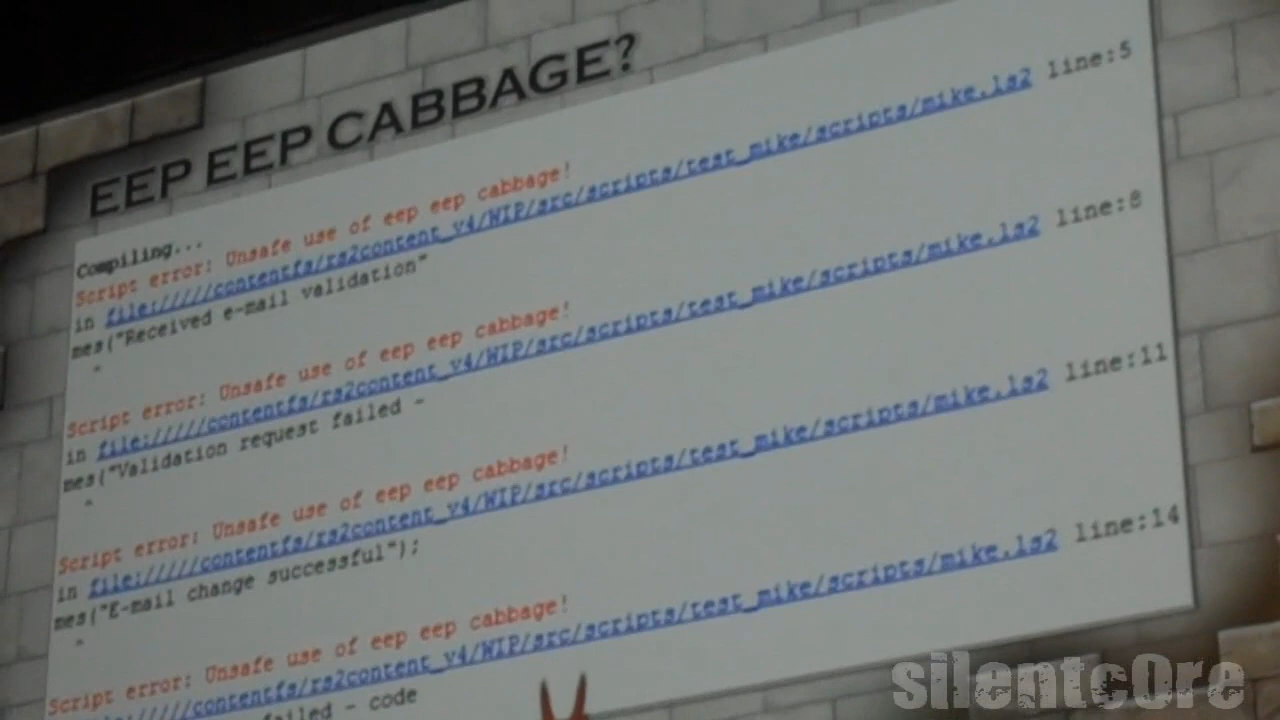 EEP EEP CABBAGE?
Compiling...
Script error: Unsafe use of eep eep cabbage!
in file://///contentfs/rs2content_v4/WIP/src/scripts/test_mike/scripts/mike.ls2 line:5
mes("Received e-mail validation"
^
Script error: Unsafe use of eep eep cabbage!
in file://///contentfs/rs2content_v4/WIP/src/scripts/test_mike/scripts/mike.ls2 line:8
mes("Validation request failed -
^
Script error: Unsafe use of eep eep cabbage!
in file://///contentfs/rs2content_v4/WIP/src/scripts/test_mike/scripts/mike.ls2 line:11
mes("E-mail change successful");
^
Script error: Unsafe use of eep eep cabbage!
/////contentfs/rs2content_v4/WIP/src/scripts/test_mike/scripts/mike.ls2 line:14
failed - code
silentc0re